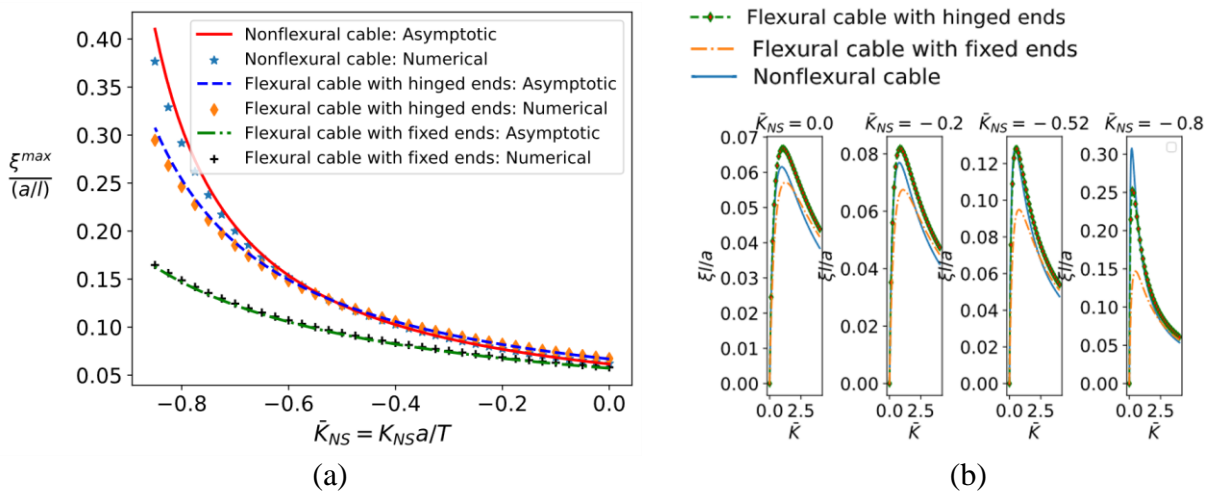 0.40
0.35
0.30
0.25
0.20
0.15
0.10
0.05
ξ^max
(a/l)
Nonflexural cable: Asymptotic
Nonflexural cable: Numerical
Flexural cable with hinged ends: Asymptotic
Flexural cable with hinged ends: Numerical
Flexural cable with fixed ends: Asymptotic
Flexural cable with fixed ends: Numerical
−0.8 −0.6 −0.4 −0.2 0.0
K̄_NS = K_NS a/T
(a)
Flexural cable with hinged ends
Flexural cable with fixed ends
Nonflexural cable
K̄_NS = 0.0 K̄_NS = −0.2 K̄_NS = −0.52 K̄_NS = −0.8
0.07
0.06
0.05
0.04
0.03
0.02
0.01
0.00
0.0 2.5
K̄
ξl/a
0.08
0.06
0.04
0.02
0.00
0.0 2.5
K̄
ξl/a
0.12
0.10
0.08
0.06
0.04
0.02
0.00
0.0 2.5
K̄
ξl/a
0.30
0.25
0.20
0.15
0.10
0.05
0.00
0.0 2.5
K̄
ξl/a
(b)